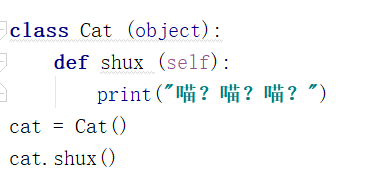 class Cat (object):
    def shux (self):
        print("喵？喵？喵？")
cat = Cat()
cat.shux()